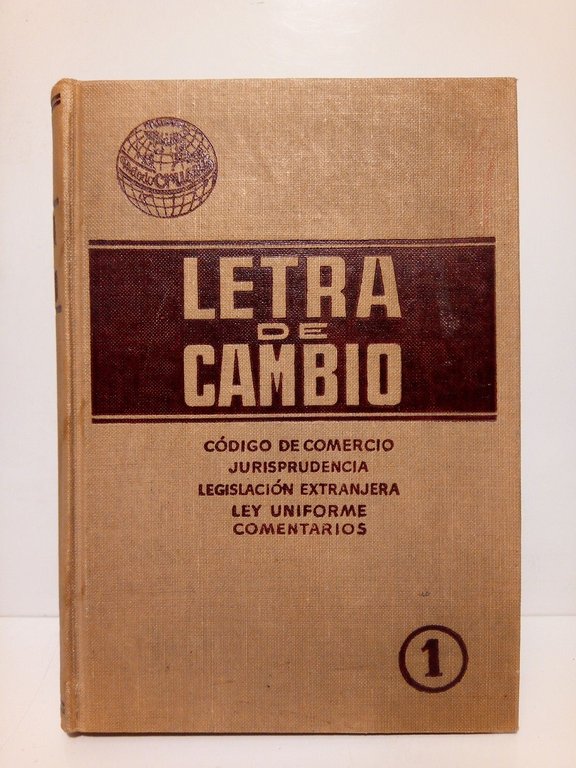 LETRA
DE
CAMBIO
CÓDIGO DE COMERCIO
JURISPRUDENCIA
LEGISLACIÓN EXTRANJERA
LEY UNIFORME
COMENTARIOS
1